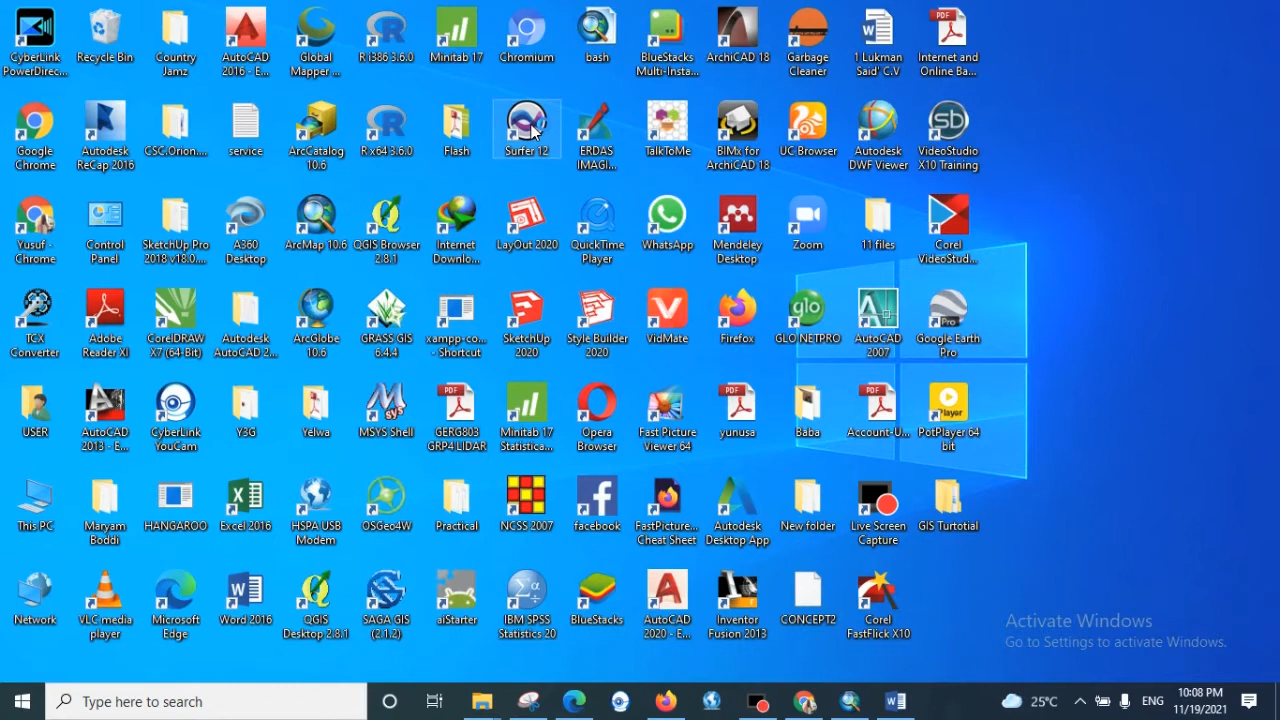 CyberLink PowerDirec...
Recycle Bin
Country Jamz
AutoCAD 2016 - E...
Global Mapper ...
R i386 3.6.0
Minitab 17
Chromium
bash
BlueStacks Multi-Insta...
ArchiCAD 18
Garbage Cleaner
1 Lukman Said' C.V
PDF
Internet and Online Ba...
Google Chrome
Autodesk ReCap 2016
CSC.Orion....
service
ArcCatalog 10.6
R x64 3.6.0
Flash
Surfer 12
ERDAS IMAGI...
TalkToMe
BIMx for ArchiCAD 18
UC Browser
Autodesk DWF Viewer
sb
VideoStudio X10 Training
Yusuf - Chrome
Control Panel
SketchUp Pro 2018 v18.0....
A360 Desktop
ArcMap 10.6
QGIS Browser 2.8.1
Internet Downlo...
LayOut 2020
QuickTime Player
WhatsApp
Mendeley Desktop
Zoom
11 files
Corel VideoStud...
TCX Converter
Adobe Reader XI
CorelDRAW X7 (64-Bit)
Autodesk AutoCAD 2...
ArcGlobe 10.6
GRASS GIS 6.4.4
xampp-co... - Shortcut
SketchUp 2020
Style Builder 2020
VidMate
Firefox
glo
GLO NETPRO
AutoCAD 2007
Pro
Google Earth Pro
USER
AutoCAD 2013 - E...
CyberLink YouCam
Y3G
Yelwa
Msys
MSYS Shell
PDF
GERG803 GRP4 LIDAR
Minitab 17 Statistica...
Opera Browser
Fast Picture Viewer 64
PDF
yunusa
Baba
PDF
Account-U...
Player
PotPlayer 64 bit
This PC
Maryam Boddi
HANGAROO
Excel 2016
HSPA USB Modem
OSGeo4W
Practical
NCSS 2007
facebook
FastPicture... Cheat Sheet
Autodesk Desktop App
New folder
Live Screen Capture
GIS Turtotial
Network
VLC media player
Microsoft Edge
Word 2016
QGIS Desktop 2.8.1
SAGA GIS (2.1.2)
aiStarter
IBM SPSS Statistics 20
BlueStacks
AutoCAD 2020 - E...
Inventor Fusion 2013
CONCEPT2
Corel FastFlick X10
Activate Windows
Go to Settings to activate Windows.
Type here to search
25°C
ENG
10:08 PM
11/19/2021